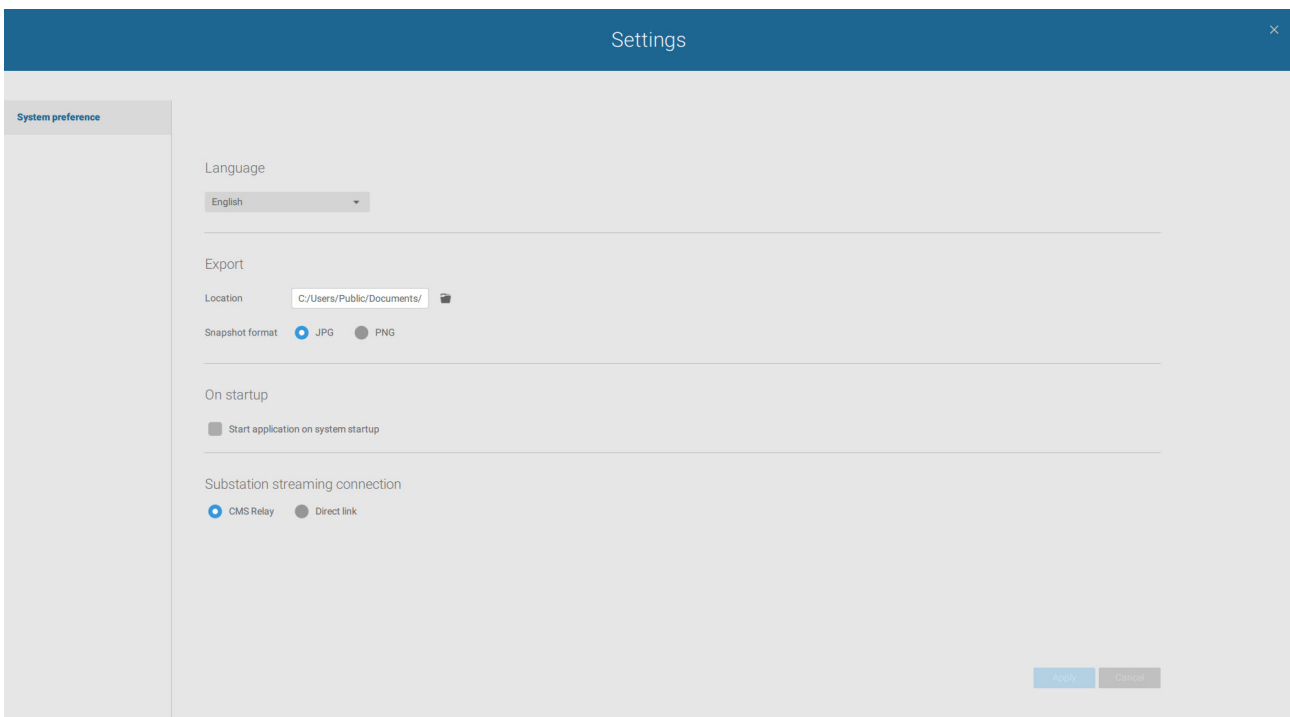 Settings
System preference
Language
English
Export
Location C:/Users/Public/Documents/
Snapshot format JPG PNG
On startup
Start application on system startup
Substation streaming connection
CMS Relay Direct link
Apply Cancel